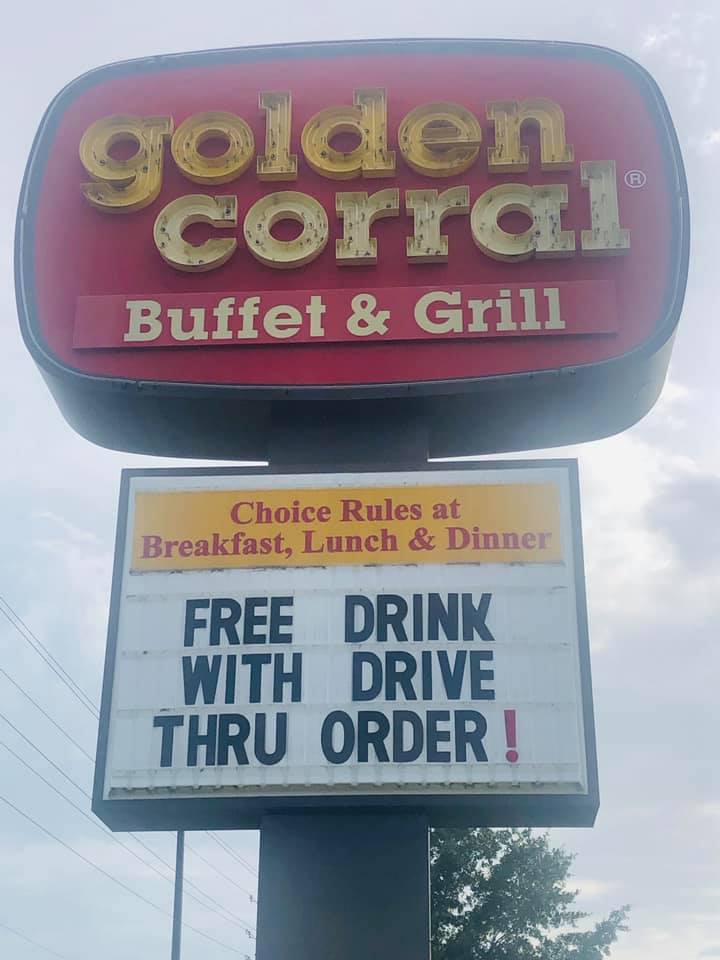 golden
corral ®
Buffet & Grill
Choice Rules at
Breakfast, Lunch & Dinner
FREE DRINK
WITH DRIVE
THRU ORDER!